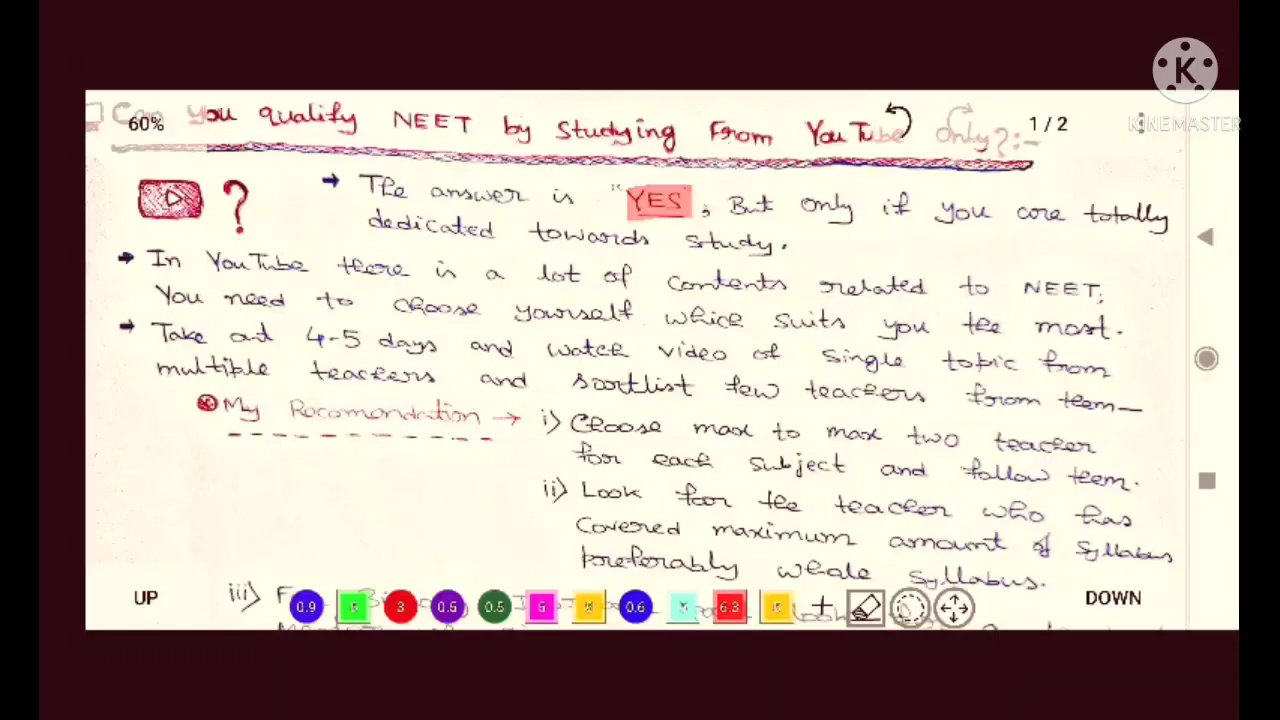 Can you qualify NEET by Studying From YouTube only?:-
60%
1 / 2
KINEMASTER
→ The answer is "YES", But only if you are totally
dedicated towards study.
→ In YouTube there is a lot of contents related to NEET;
You need to choose yourself which suits you the most.
→ Take out 4-5 days and watch video of single topic from
multiple teachers and sortlist few teachers from them—
My Recomendation → i) Choose max to max two teacher
for each subject and follow them.
ii) Look for the teacher who has
Covered maximum amount of Syllabus
preferably whole syllabus.
UP
iii)
0.9
3
0.5
0.5
0.6
6.3
DOWN